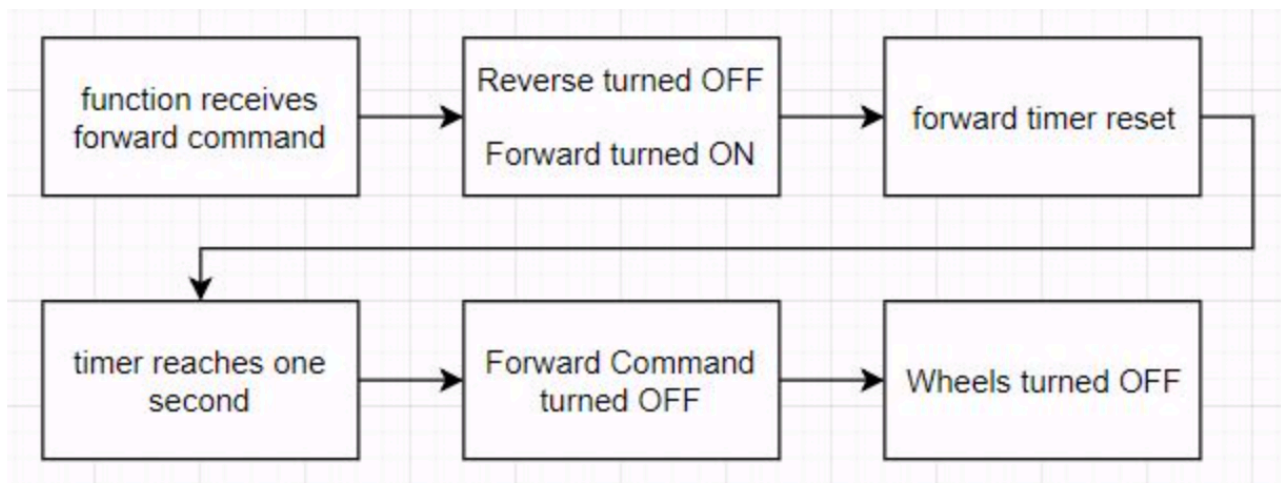 function receives
forward command
Reverse turned OFF
Forward turned ON
forward timer reset
timer reaches one
second
Forward Command
turned OFF
Wheels turned OFF